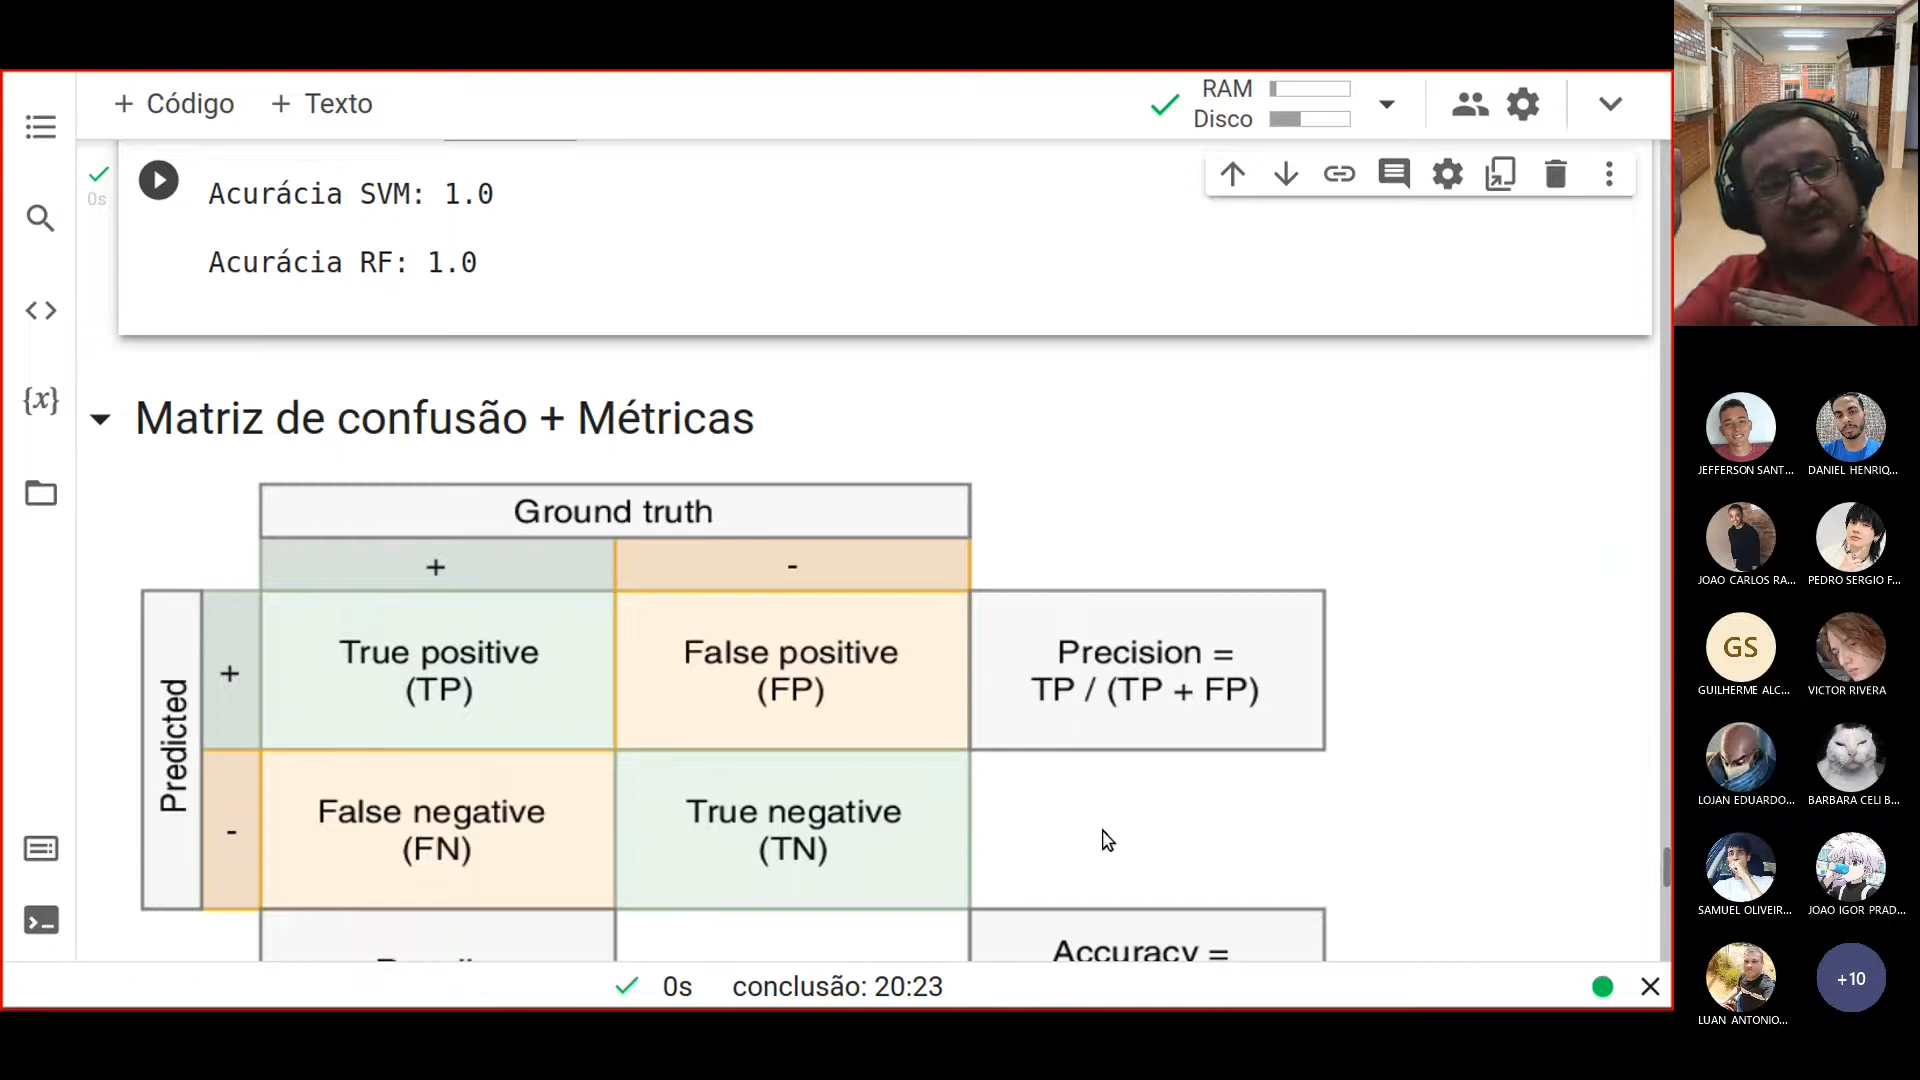 + Código + Texto
RAM
Disco
0s
Acurácia SVM: 1.0
Acurácia RF: 1.0
{x}
Matriz de confusão + Métricas
Ground truth
+ -
Predicted
+
True positive
(TP)
False positive
(FP)
Precision =
TP / (TP + FP)
-
False negative
(FN)
True negative
(TN)
Accuracy =
0s conclusão: 20:23
JEFFERSON SANT...
DANIEL HENRIQ...
JOAO CARLOS RA...
PEDRO SERGIO F...
GS
GUILHERME ALC...
VICTOR RIVERA
LOJAN EDUARDO...
BARBARA CELI B...
SAMUEL OLIVEIR...
JOAO IGOR PRAD...
LUAN ANTONIO...
+10